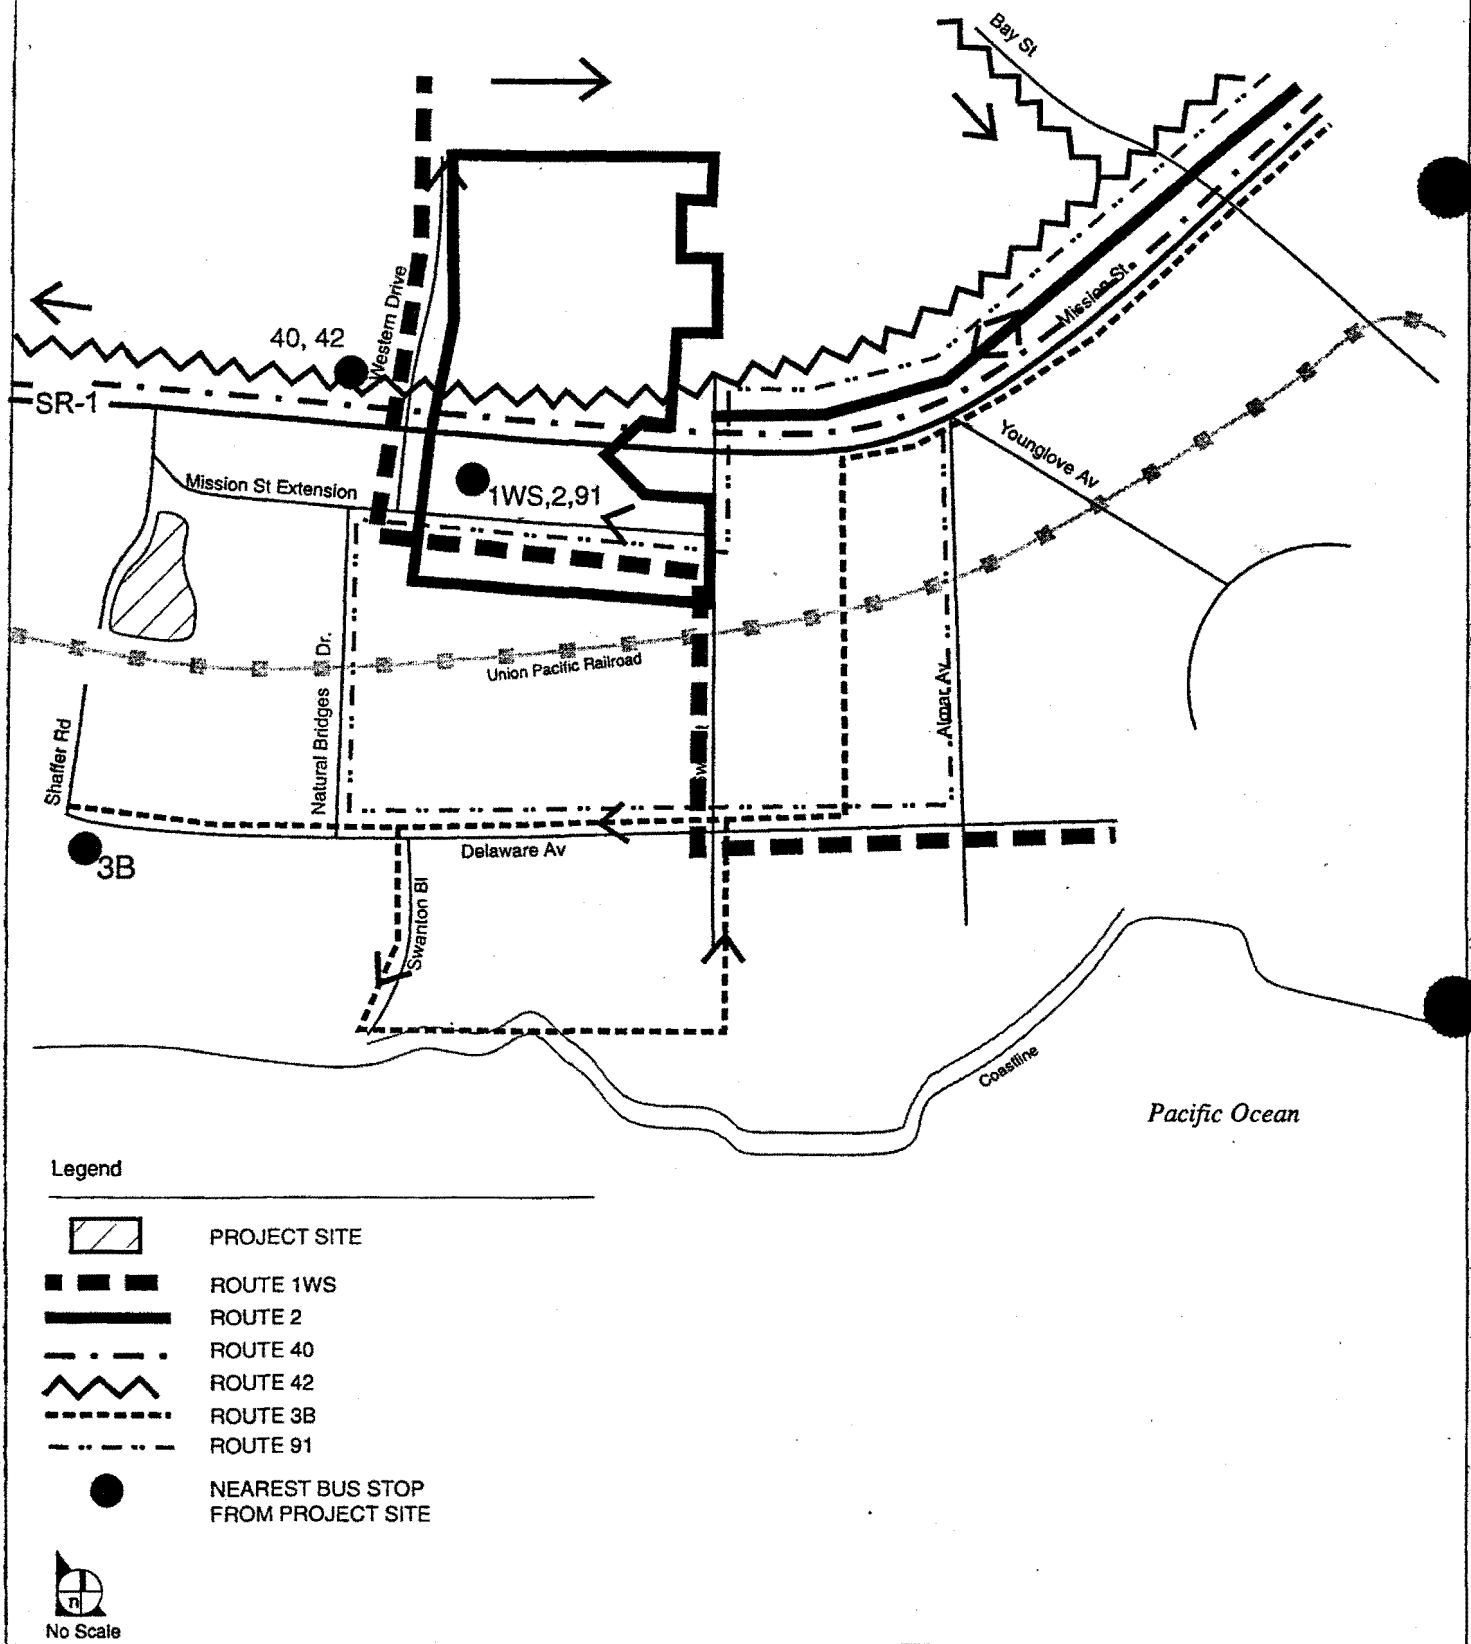 Bay St
Western Drive
40, 42
Mission St.
SR-1
Younglove Av
Mission St Extension
1WS,2,91
Union Pacific Railroad
Natural Bridges Dr.
Almar Av
Shaffer Rd
Delaware Av
3B
Swanton Bl
Coastline
Pacific Ocean
Legend
PROJECT SITE
ROUTE 1WS
ROUTE 2
ROUTE 40
ROUTE 42
ROUTE 3B
ROUTE 91
NEAREST BUS STOP
FROM PROJECT SITE
n
No Scale